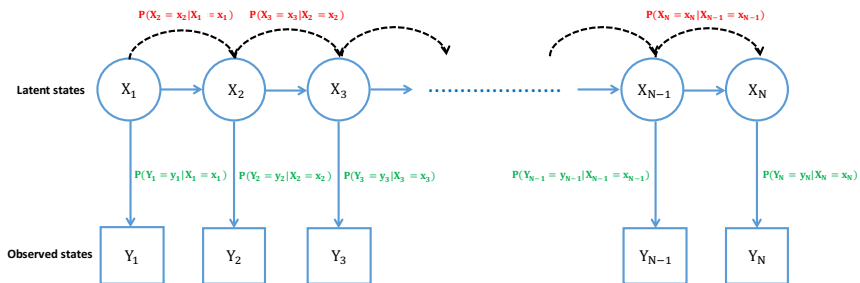 P(X₂ = x₂|X₁ = x₁) P(X₃ = x₃|X₂ = x₂) P(X_N = x_N|X_{N−1} = x_{N−1})
Latent states X₁ X₂ X₃ X_{N−1} X_N
P(Y₁ = y₁|X₁ = x₁) P(Y₂ = y₂|X₂ = x₂) P(Y₃ = y₃|X₃ = x₃) P(Y_{N−1} = y_{N−1}|X_{N−1} = x_{N−1}) P(Y_N = y_N|X_N = x_N)
Observed states Y₁ Y₂ Y₃ Y_{N−1} Y_N